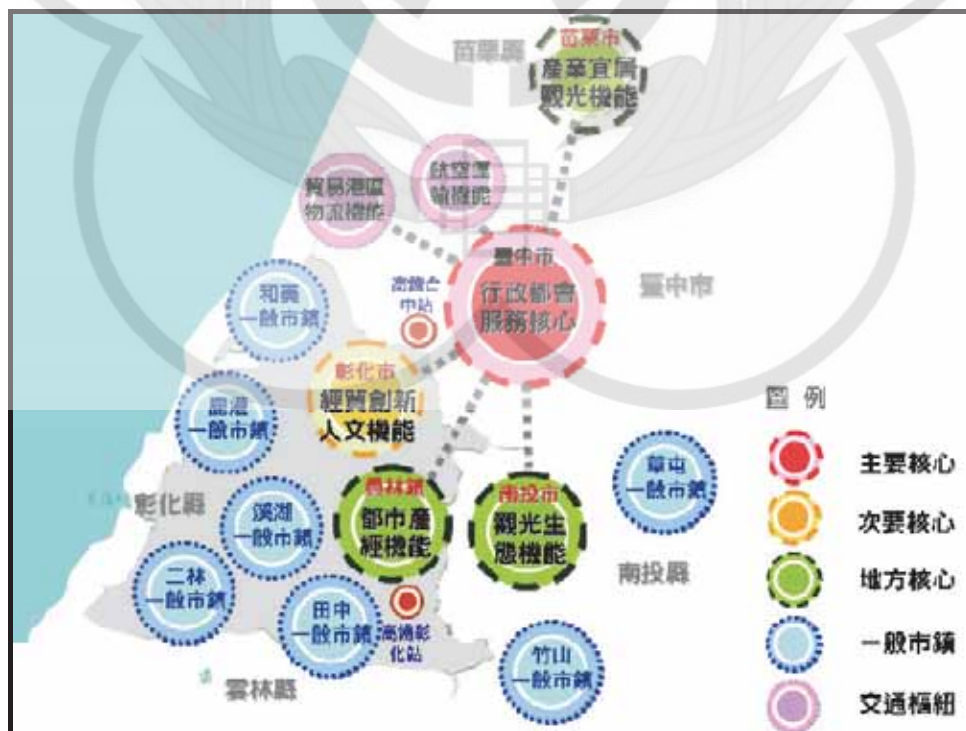 苗栗縣
苗栗市
產業宜居
觀光機能
貿易港區
物流機能
航空運
輸機能
臺中市
行政都會
服務核心
臺中市
高鐵台
中站
和美
一般市鎮
彰化市
經貿創新
人文機能
鹿港
一般市鎮
彰化縣
溪湖
一般市鎮
員林鎮
都市產
經機能
南投市
觀光生
態機能
草屯
一般市鎮
南投縣
二林
一般市鎮
田中
一般市鎮
高鐵彰
化站
竹山
一般市鎮
雲林縣
圖例
主要核心
次要核心
地方核心
一般市鎮
交通樞紐